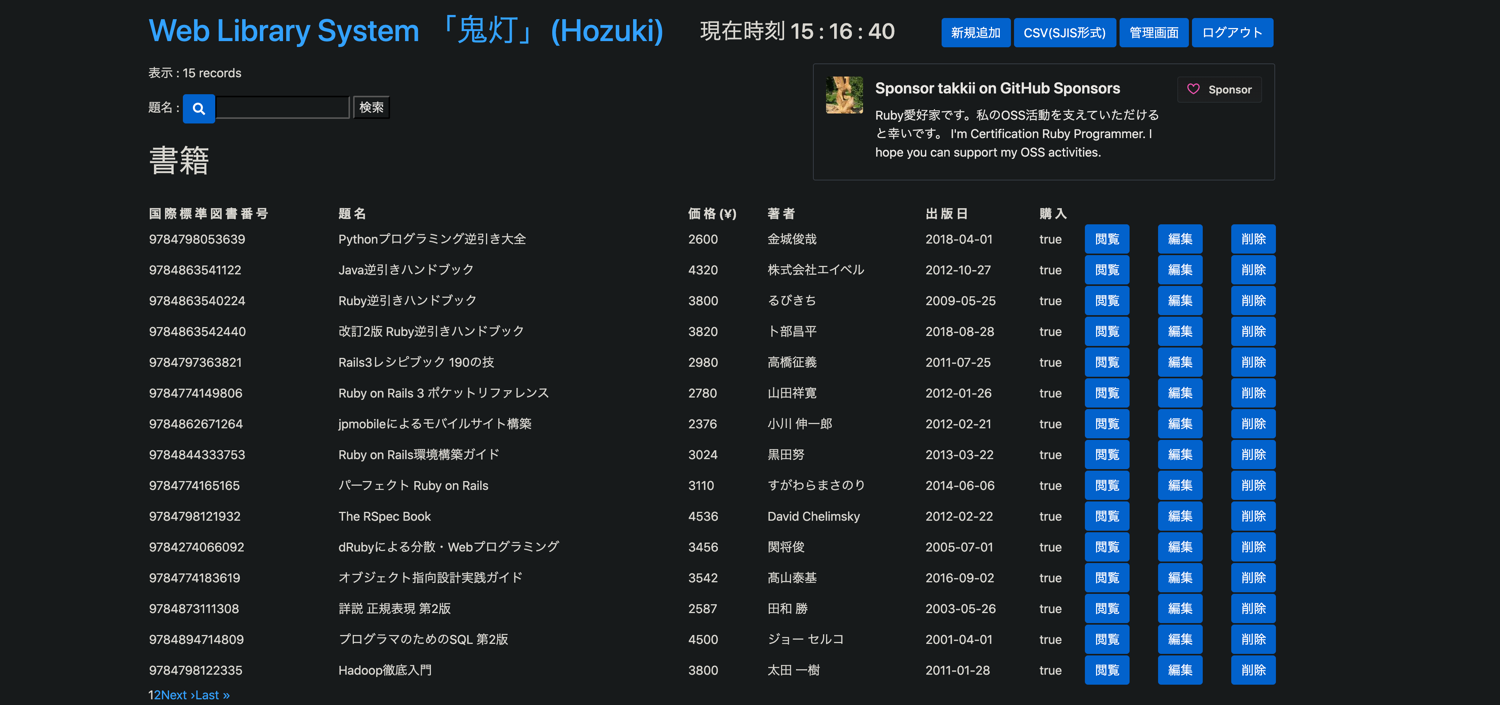 Web Library System 「鬼灯」 (Hozuki) 現在時刻 15 : 16 : 40 新規追加 CSV(SJIS形式) 管理画面 ログアウト
表示 : 15 records
題名 : 検索
Sponsor takkii on GitHub Sponsors Sponsor
Ruby愛好家です。私のOSS活動を支えていただける
と幸いです。 I'm Certification Ruby Programmer. I
hope you can support my OSS activities.
書籍
国際標準図書番号 題名 価格(¥) 著者 出版日 購入
9784798053639 Pythonプログラミング逆引き大全 2600 金城俊哉 2018-04-01 true 閲覧 編集 削除
9784863541122 Java逆引きハンドブック 4320 株式会社エイベル 2012-10-27 true 閲覧 編集 削除
9784863540224 Ruby逆引きハンドブック 3800 るびきち 2009-05-25 true 閲覧 編集 削除
9784863542440 改訂2版 Ruby逆引きハンドブック 3820 卜部昌平 2018-08-28 true 閲覧 編集 削除
9784797363821 Rails3レシピブック 190の技 2980 高橋征義 2011-07-25 true 閲覧 編集 削除
9784774149806 Ruby on Rails 3 ポケットリファレンス 2780 山田祥寛 2012-01-26 true 閲覧 編集 削除
9784862671264 jpmobileによるモバイルサイト構築 2376 小川 伸一郎 2012-02-21 true 閲覧 編集 削除
9784844333753 Ruby on Rails環境構築ガイド 3024 黒田努 2013-03-22 true 閲覧 編集 削除
9784774165165 パーフェクト Ruby on Rails 3110 すがわらまさのり 2014-06-06 true 閲覧 編集 削除
9784798121932 The RSpec Book 4536 David Chelimsky 2012-02-22 true 閲覧 編集 削除
9784274066092 dRubyによる分散・Webプログラミング 3456 関将俊 2005-07-01 true 閲覧 編集 削除
9784774183619 オブジェクト指向設計実践ガイド 3542 髙山泰基 2016-09-02 true 閲覧 編集 削除
9784873111308 詳説 正規表現 第2版 2587 田和 勝 2003-05-26 true 閲覧 編集 削除
9784894714809 プログラマのためのSQL 第2版 4500 ジョー セルコ 2001-04-01 true 閲覧 編集 削除
9784798122335 Hadoop徹底入門 3800 太田 一樹 2011-01-28 true 閲覧 編集 削除
12Next ›Last »